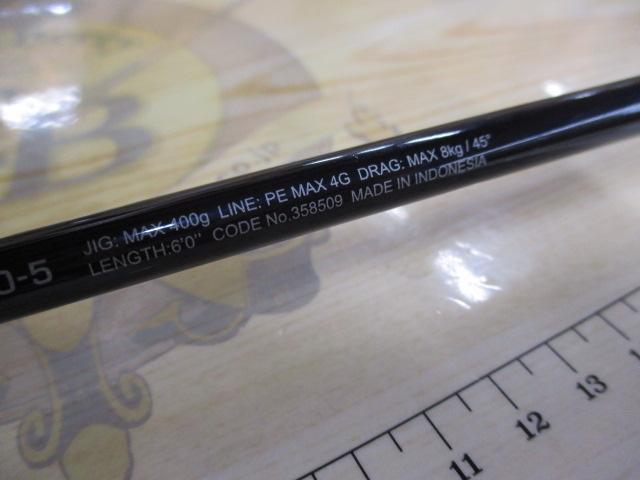 0-5
JIG: MAX 400g LINE: PE MAX 4G DRAG: MAX 8kg / 45°
LENGTH:6'0" CODE No.358509 MADE IN INDONESIA
B
11 12 13